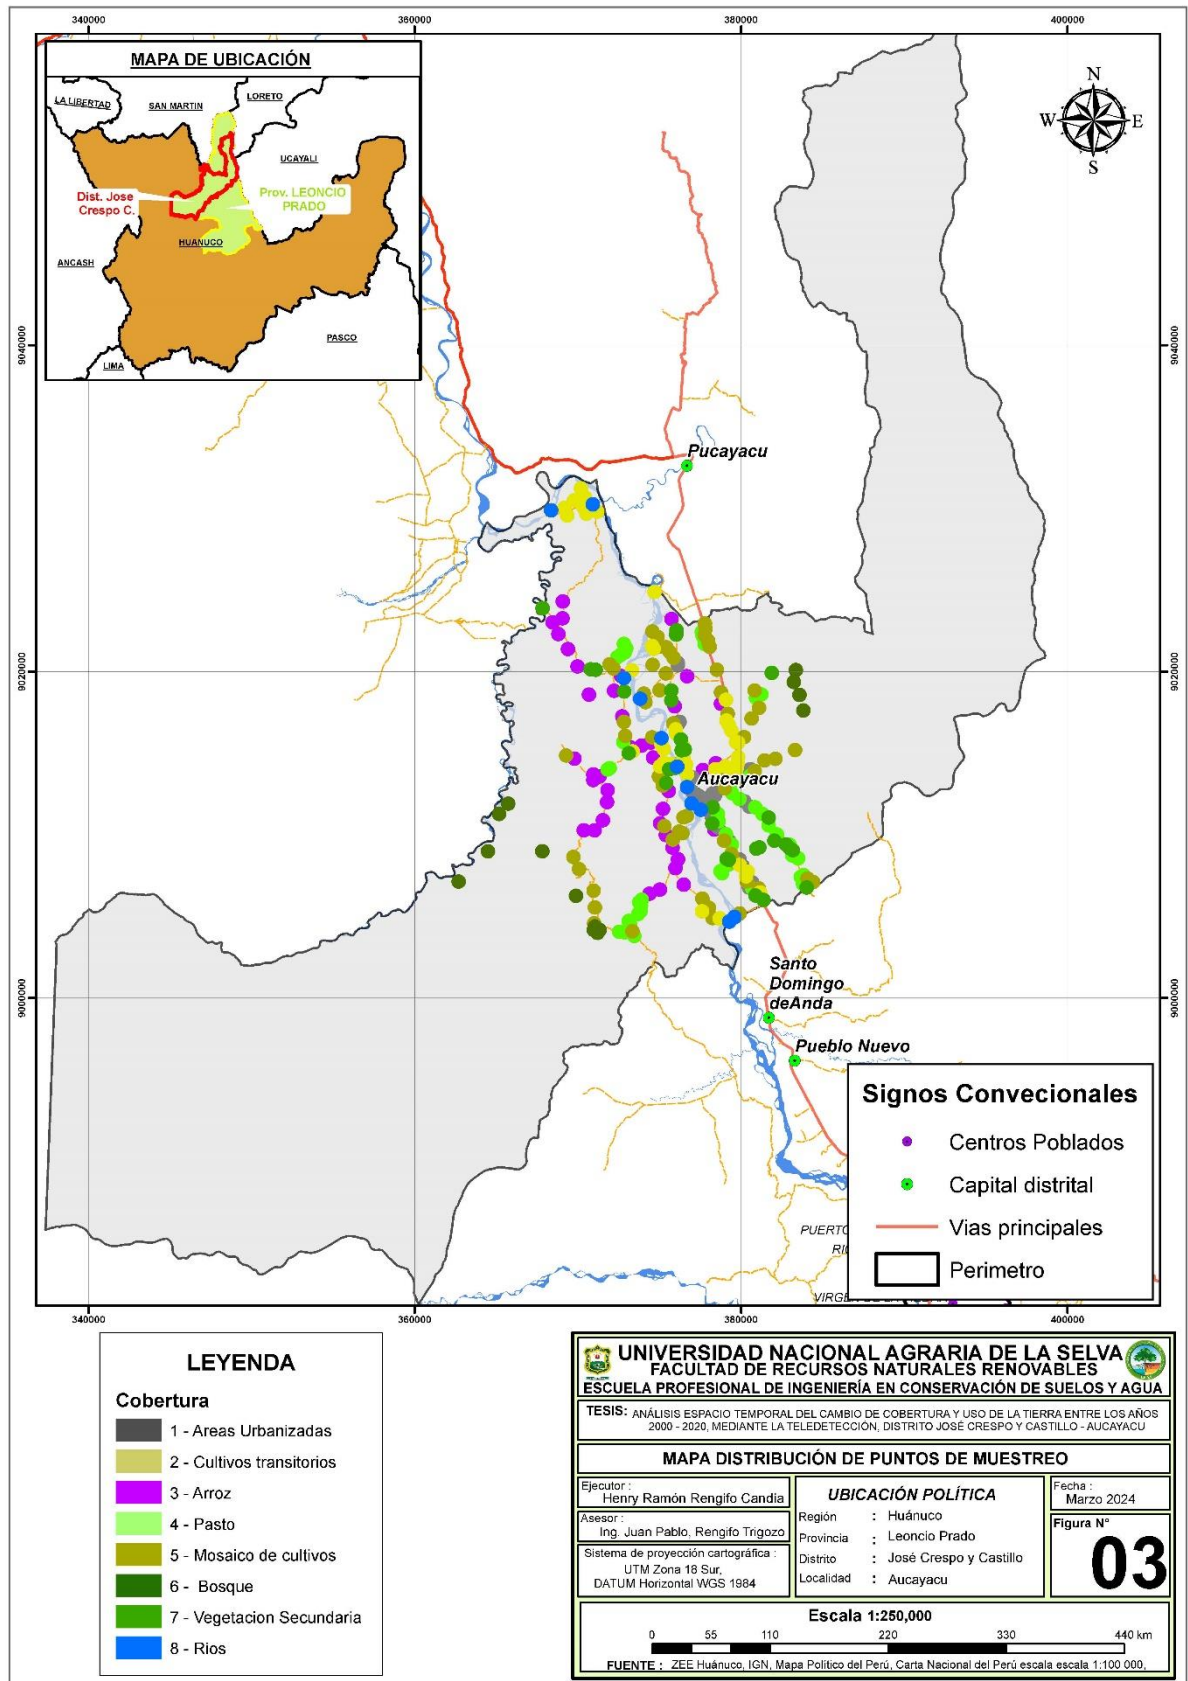 340000
360000
380000
400000
MAPA DE UBICACIÓN
LA LIBERTAD
SAN MARTIN
LORETO
UCAYALI
Dist. Jose
Crespo C.
Prov. LEONCIO
PRADO
HUANUCO
ANCASH
PASCO
LIMA
N
W
E
S
9040000
9040000
Pucayacu
9020000
9020000
Aucayacu
9000000
9000000
Santo
Domingo
deAnda
Pueblo Nuevo
PUERTO
VIRGE
Signos Convecionales
Centros Poblados
Capital distrital
Vias principales
Perimetro
340000
360000
380000
400000
LEYENDA
Cobertura
1 - Areas Urbanizadas
2 - Cultivos transitorios
3 - Arroz
4 - Pasto
5 - Mosaico de cultivos
6 - Bosque
7 - Vegetacion Secundaria
8 - Rios
UNIVERSIDAD NACIONAL AGRARIA DE LA SELVA
FACULTAD DE RECURSOS NATURALES RENOVABLES
ESCUELA PROFESIONAL DE INGENIERÍA EN CONSERVACIÓN DE SUELOS Y AGUA
TESIS: ANÁLISIS ESPACIO TEMPORAL DEL CAMBIO DE COBERTURA Y USO DE LA TIERRA ENTRE LOS AÑOS
2000 - 2020, MEDIANTE LA TELEDETECCIÓN, DISTRITO JOSÉ CRESPO Y CASTILLO - AUCAYACU
MAPA DISTRIBUCIÓN DE PUNTOS DE MUESTREO
Ejecutor :
Henry Ramón Rengifo Candia
Asesor :
Ing. Juan Pablo, Rengifo Trigozo
Sistema de proyección cartográfica :
UTM Zona 18 Sur,
DATUM Horizontal WGS 1984
UBICACIÓN POLÍTICA
Región : Huánuco
Provincia : Leoncio Prado
Distrito : José Crespo y Castillo
Localidad : Aucayacu
Fecha :
Marzo 2024
Figura N°
03
Escala 1:250,000
0 55 110 220 330 440 km
FUENTE : ZEE Huánuco, IGN, Mapa Político del Perú, Carta Nacional del Perú escala escala 1:100 000,